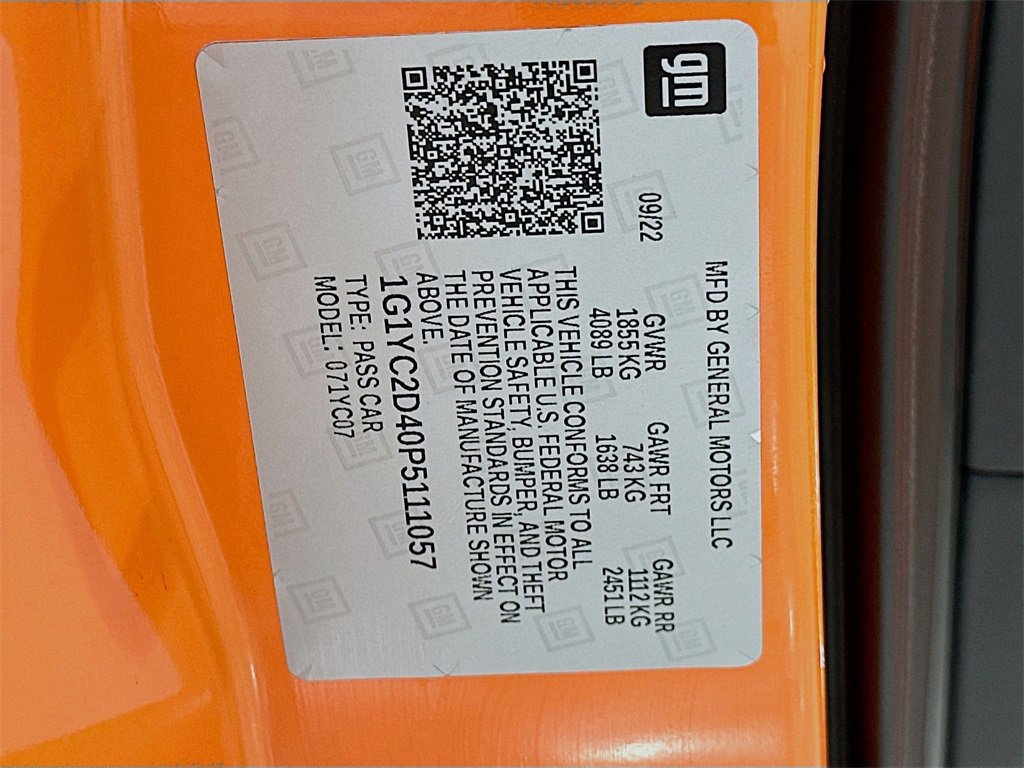 gm
MFD BY GENERAL MOTORS LLC
09/22
GVWR GAWR FRT GAWR RR
1855 KG 743 KG 1112 KG
4089 LB 1638 LB 2451 LB
THIS VEHICLE CONFORMS TO ALL
APPLICABLE U.S. FEDERAL MOTOR
VEHICLE SAFETY, BUMPER, AND THEFT
PREVENTION STANDARDS IN EFFECT ON
THE DATE OF MANUFACTURE SHOWN
ABOVE.
1G1YC2D40P5111057
TYPE: PASS CAR
MODEL: 071YC07